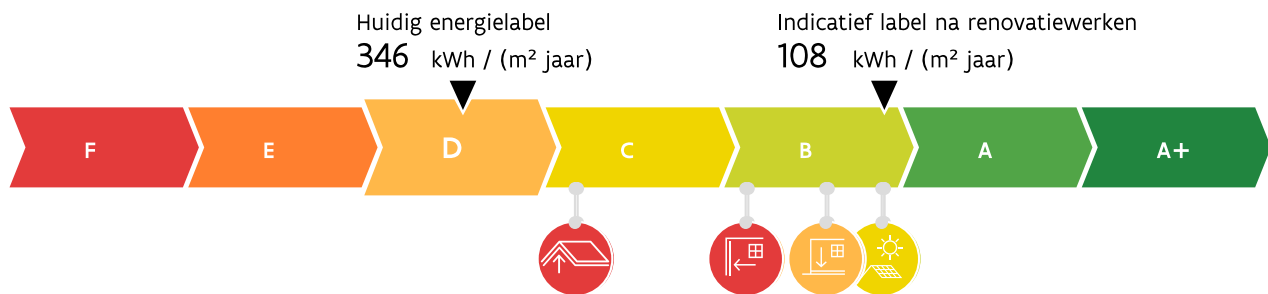 Huidig energielabel
346 kWh / (m² jaar)
Indicatief label na renovatiewerken
108 kWh / (m² jaar)
F E D C B A A+